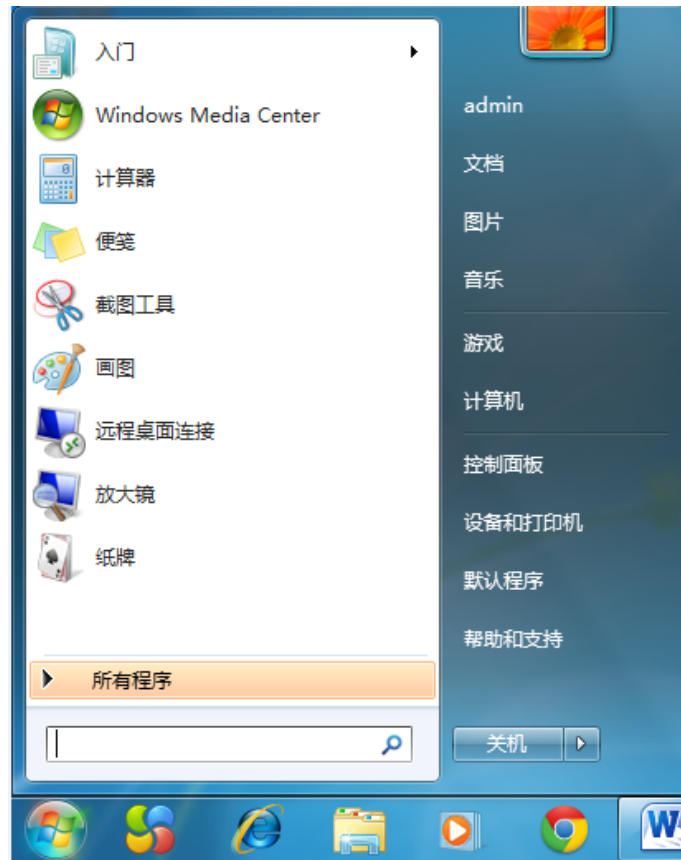 入门
Windows Media Center
计算器
便笺
截图工具
画图
远程桌面连接
放大镜
纸牌
所有程序
admin
文档
图片
音乐
游戏
计算机
控制面板
设备和打印机
默认程序
帮助和支持
关机
W